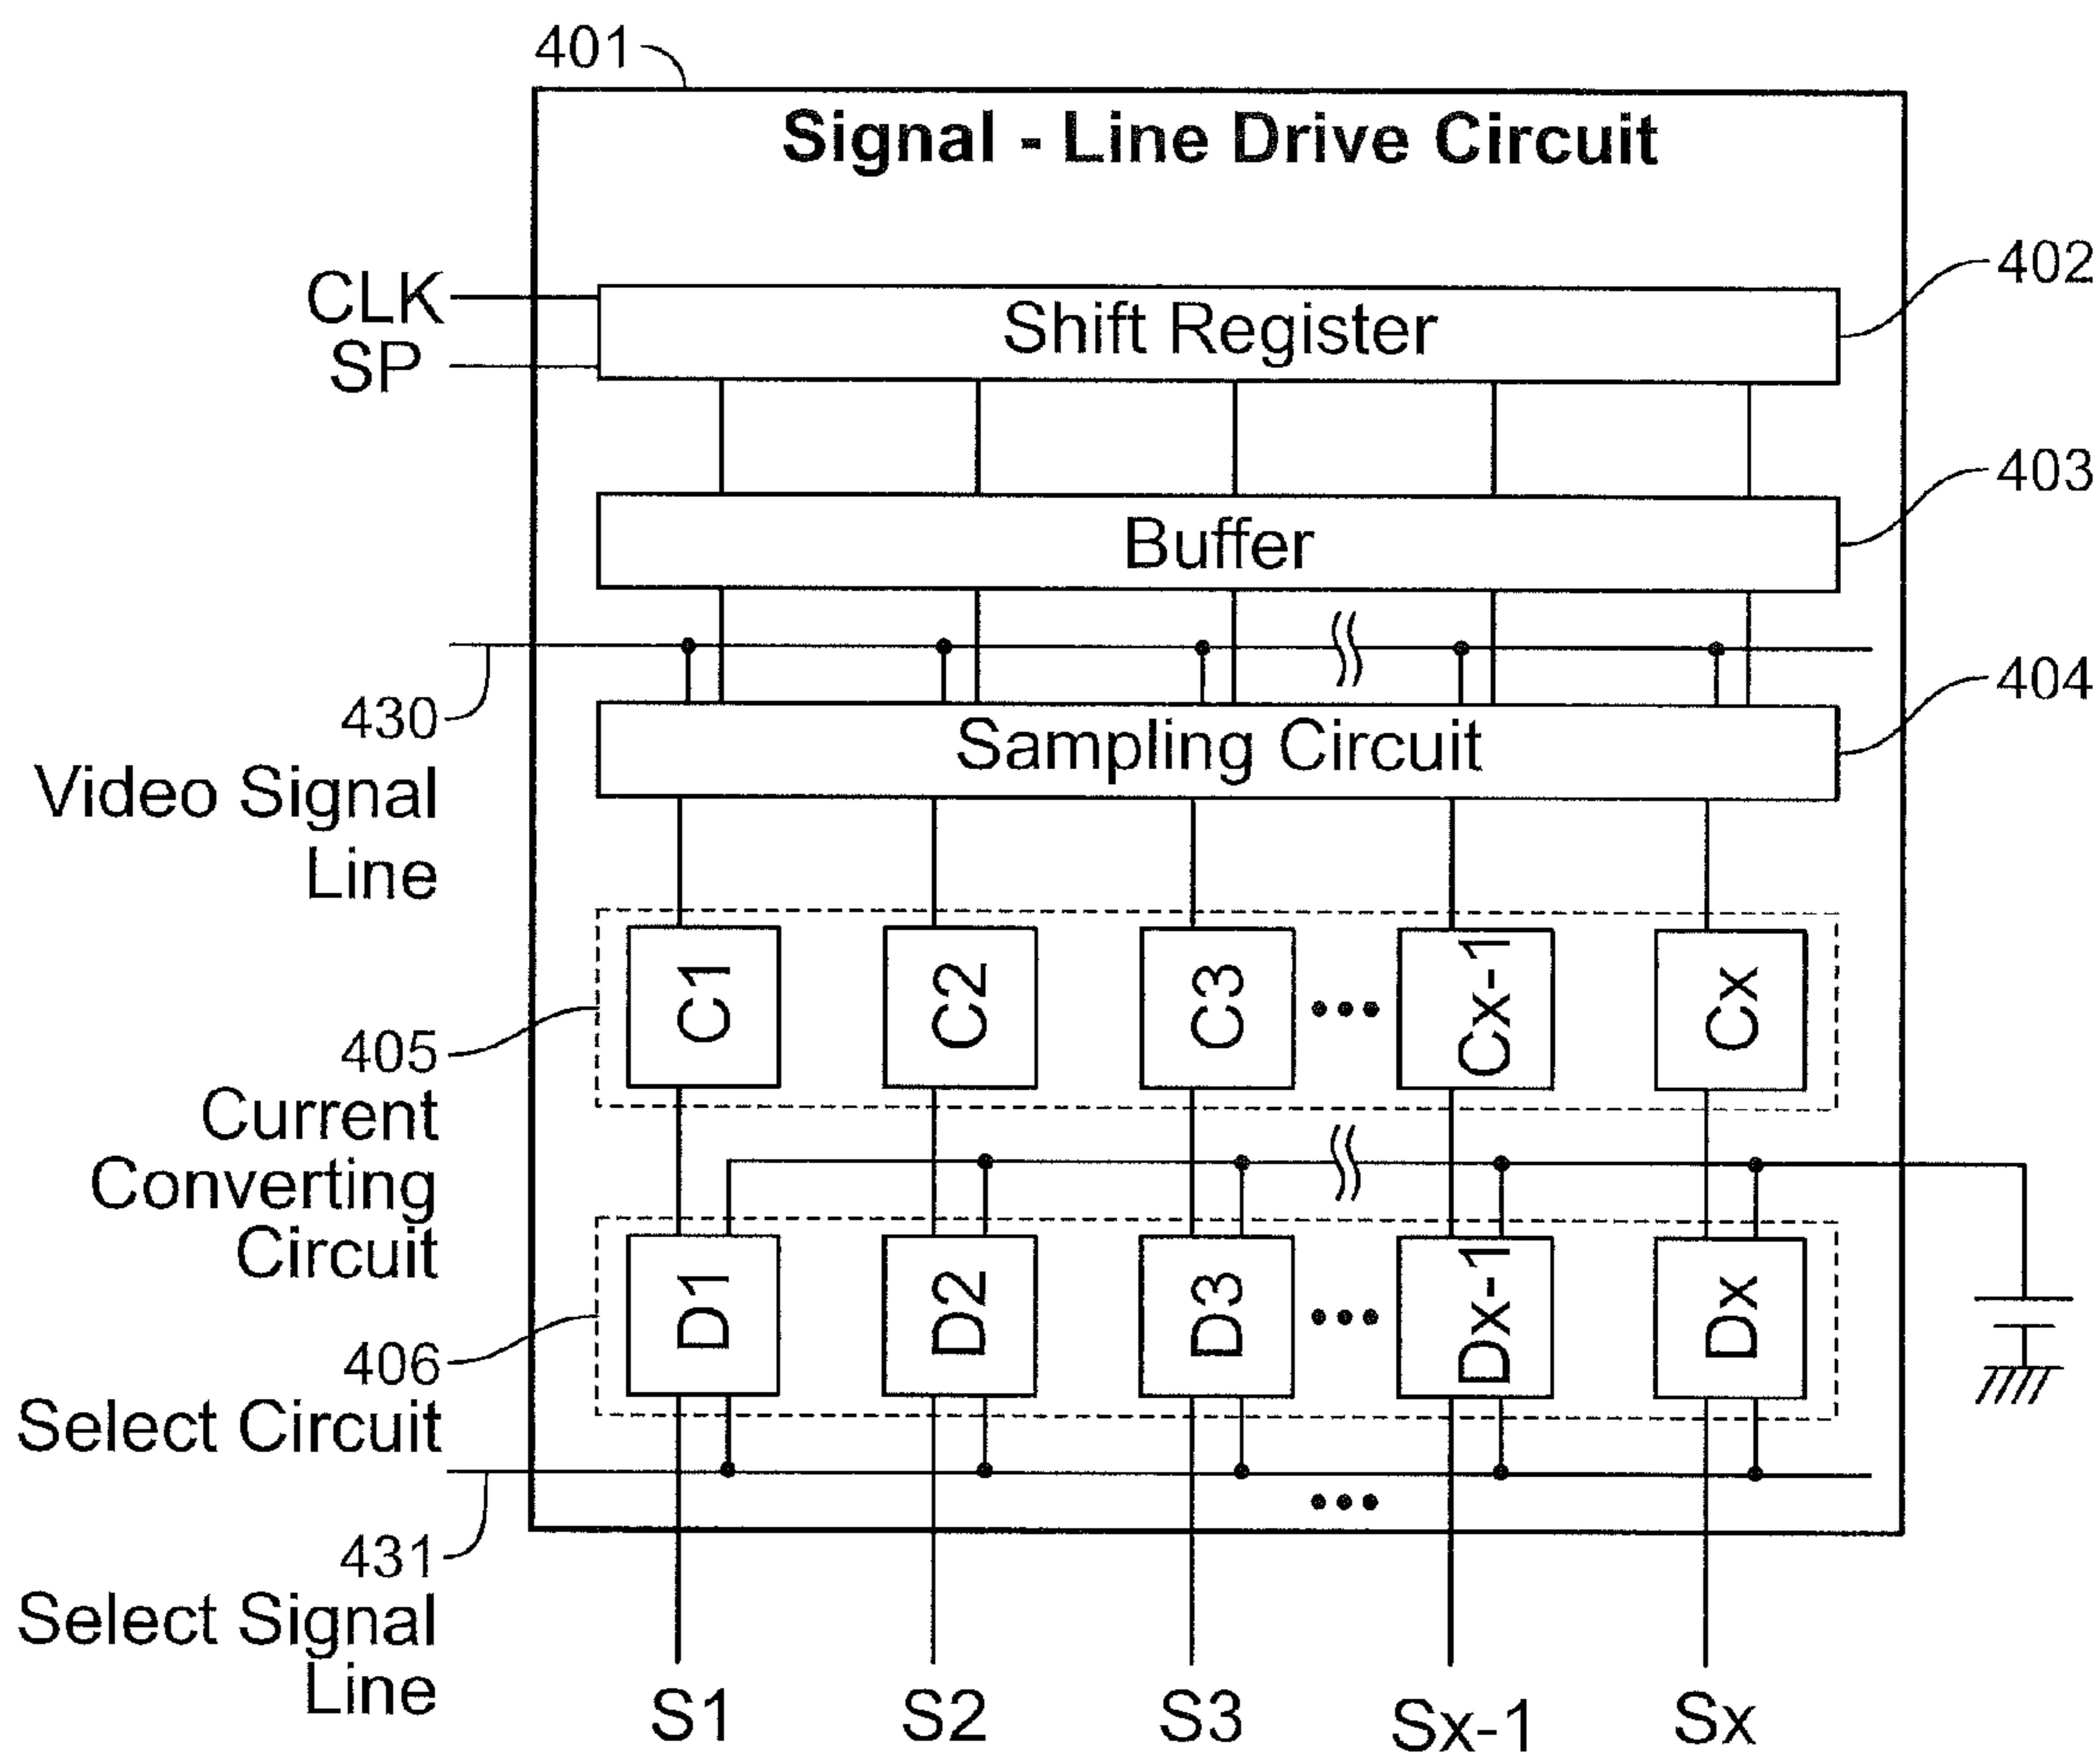 401
Signal - Line Drive Circuit
CLK
SP
Shift Register
402
Buffer
403
430
Video Signal
Line
Sampling Circuit
404
C1
C2
C3
Cx-1
Cx
405
Current
Converting
Circuit
D1
D2
D3
Dx-1
Dx
406
Select Circuit
431
Select Signal
Line
S1
S2
S3
Sx-1
Sx